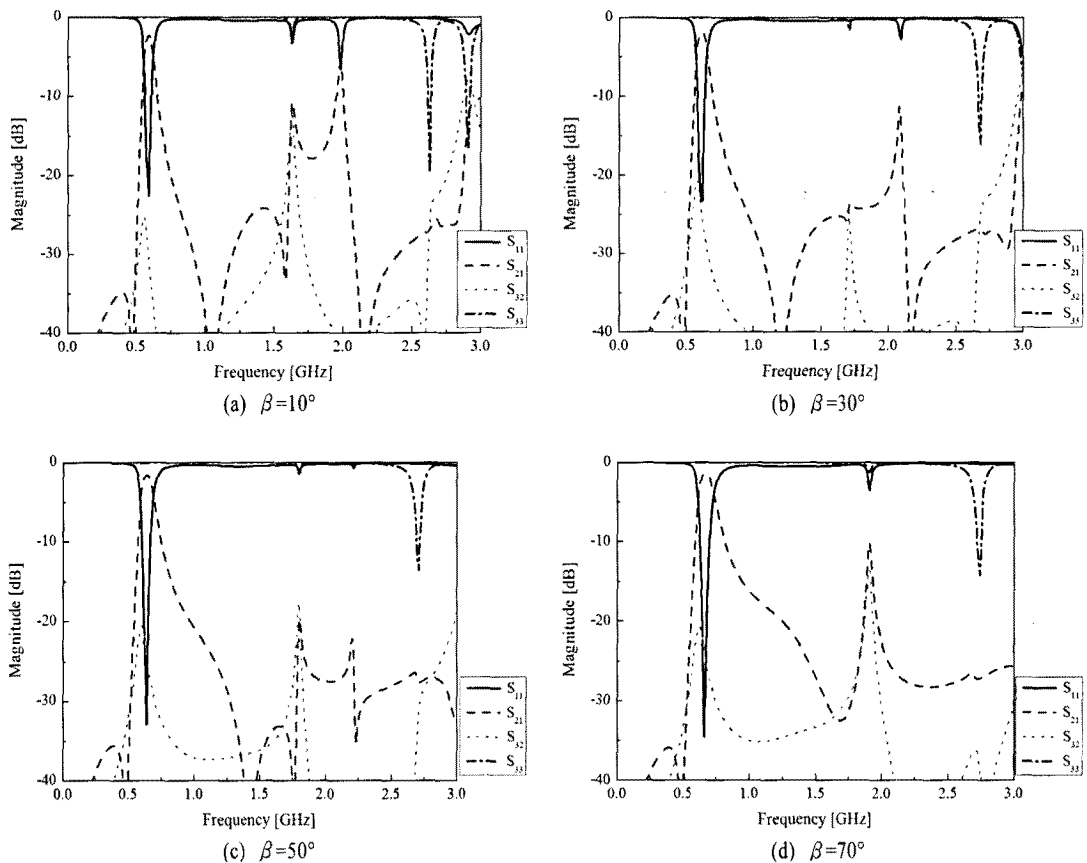 0
-10
-20
-30
-40
Magnitude [dB]
0.0 0.5 1.0 1.5 2.0 2.5 3.0
Frequency [GHz]
S11
S21
S32
S33
(a) β=10°
0
-10
-20
-30
-40
Magnitude [dB]
0.0 0.5 1.0 1.5 2.0 2.5 3.0
Frequency [GHz]
S11
S21
S32
S33
(b) β=30°
0
-10
-20
-30
-40
Magnitude [dB]
0.0 0.5 1.0 1.5 2.0 2.5 3.0
Frequency [GHz]
S11
S21
S32
S33
(c) β=50°
0
-10
-20
-30
-40
Magnitude [dB]
0.0 0.5 1.0 1.5 2.0 2.5 3.0
Frequency [GHz]
S11
S21
S32
S33
(d) β=70°